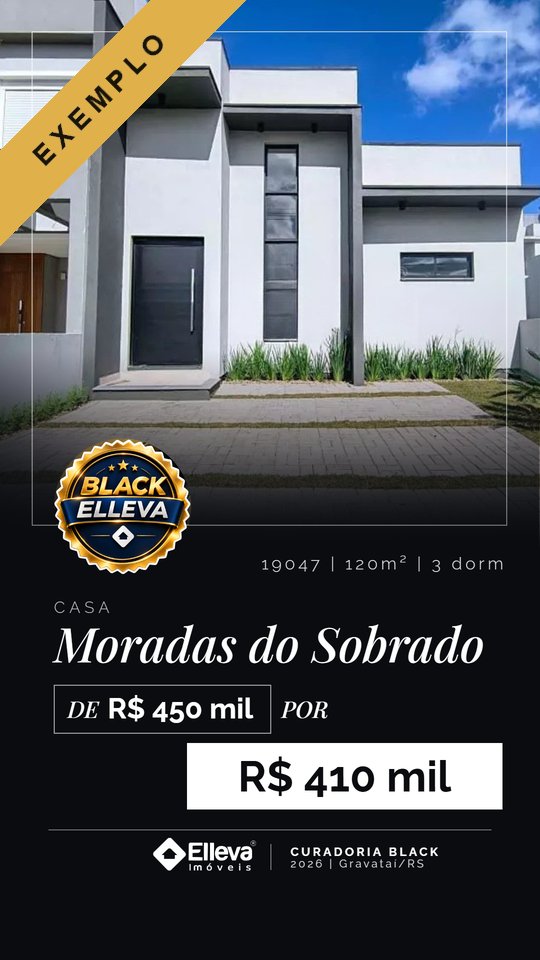 EXEMPLO
BLACK
ELLEVA
19047 | 120m² | 3 dorm
CASA
Moradas do Sobrado
DE R$ 450 mil POR
R$ 410 mil
Elleva®
Imóveis
CURADORIA BLACK
2026 | Gravataí/RS